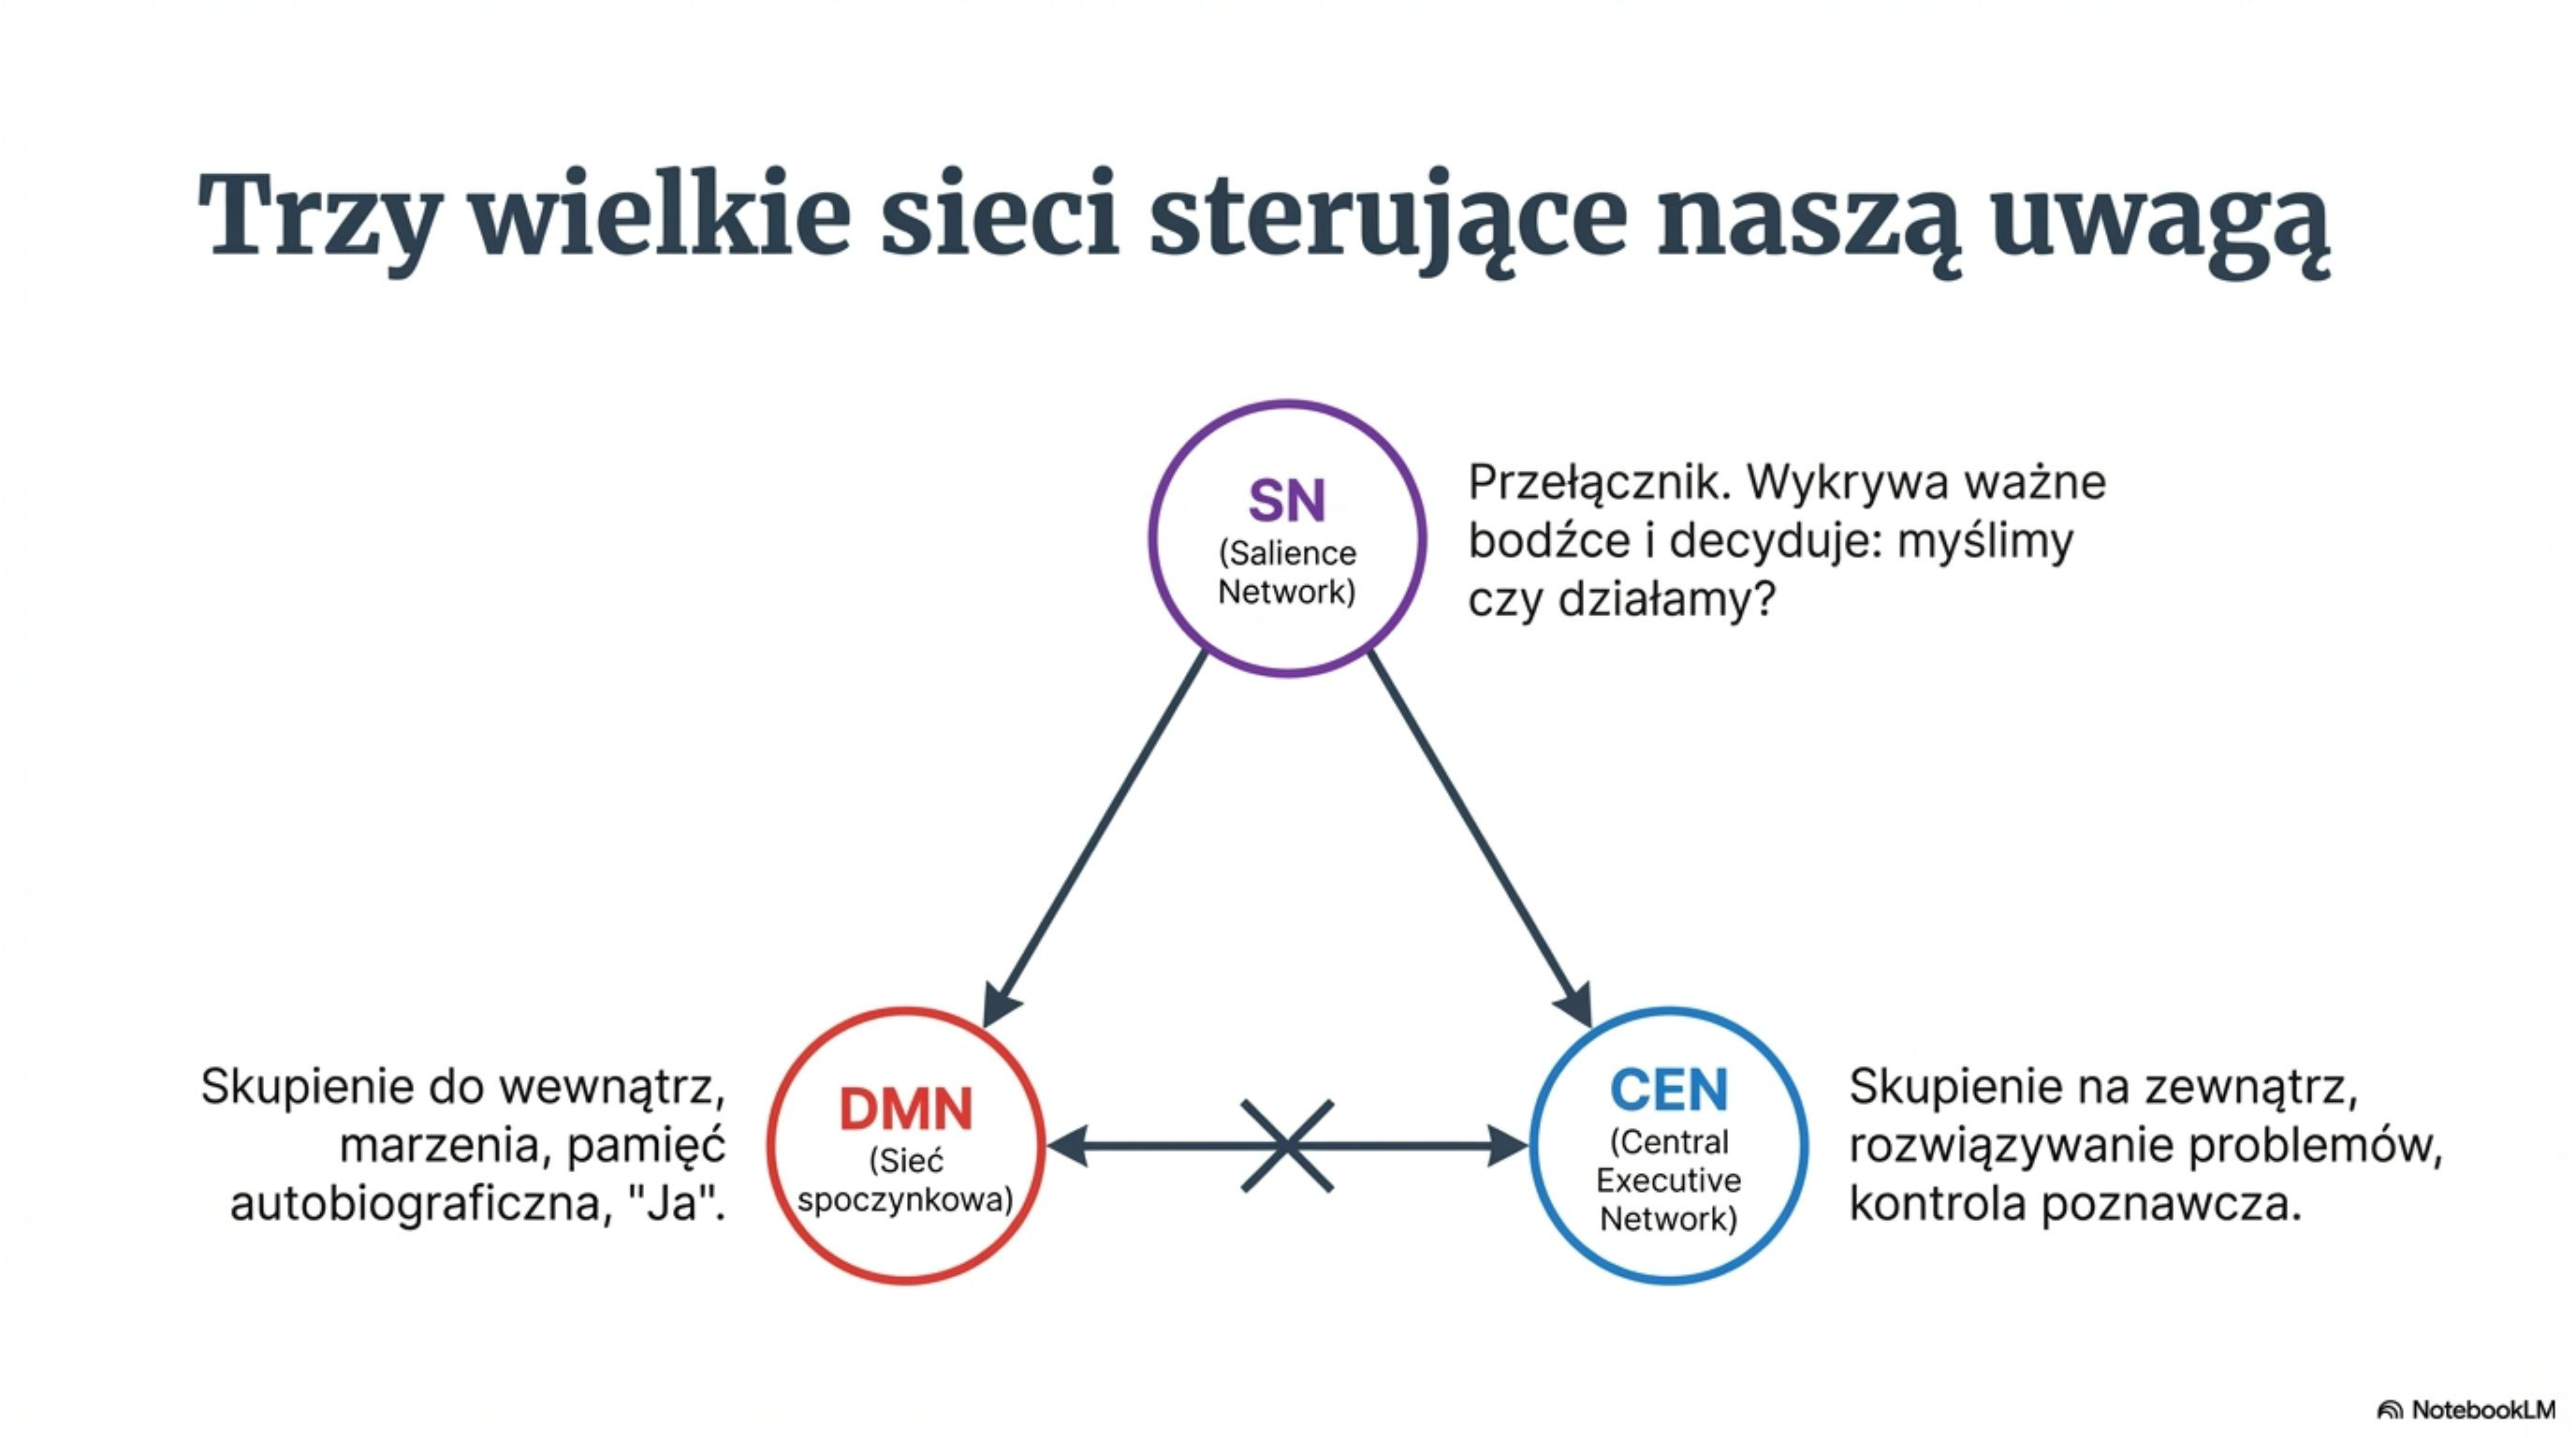 Trzy wielkie sieci sterujące naszą uwagą
SN
(Salience
Network)
Przełącznik. Wykrywa ważne
bodźce i decyduje: myślimy
czy działamy?
Skupienie do wewnątrz,
marzenia, pamięć
autobiograficzna, "Ja".
DMN
(Sieć
spoczynkowa)
CEN
(Central
Executive
Network)
Skupienie na zewnątrz,
rozwiązywanie problemów,
kontrola poznawcza.
NotebookLM